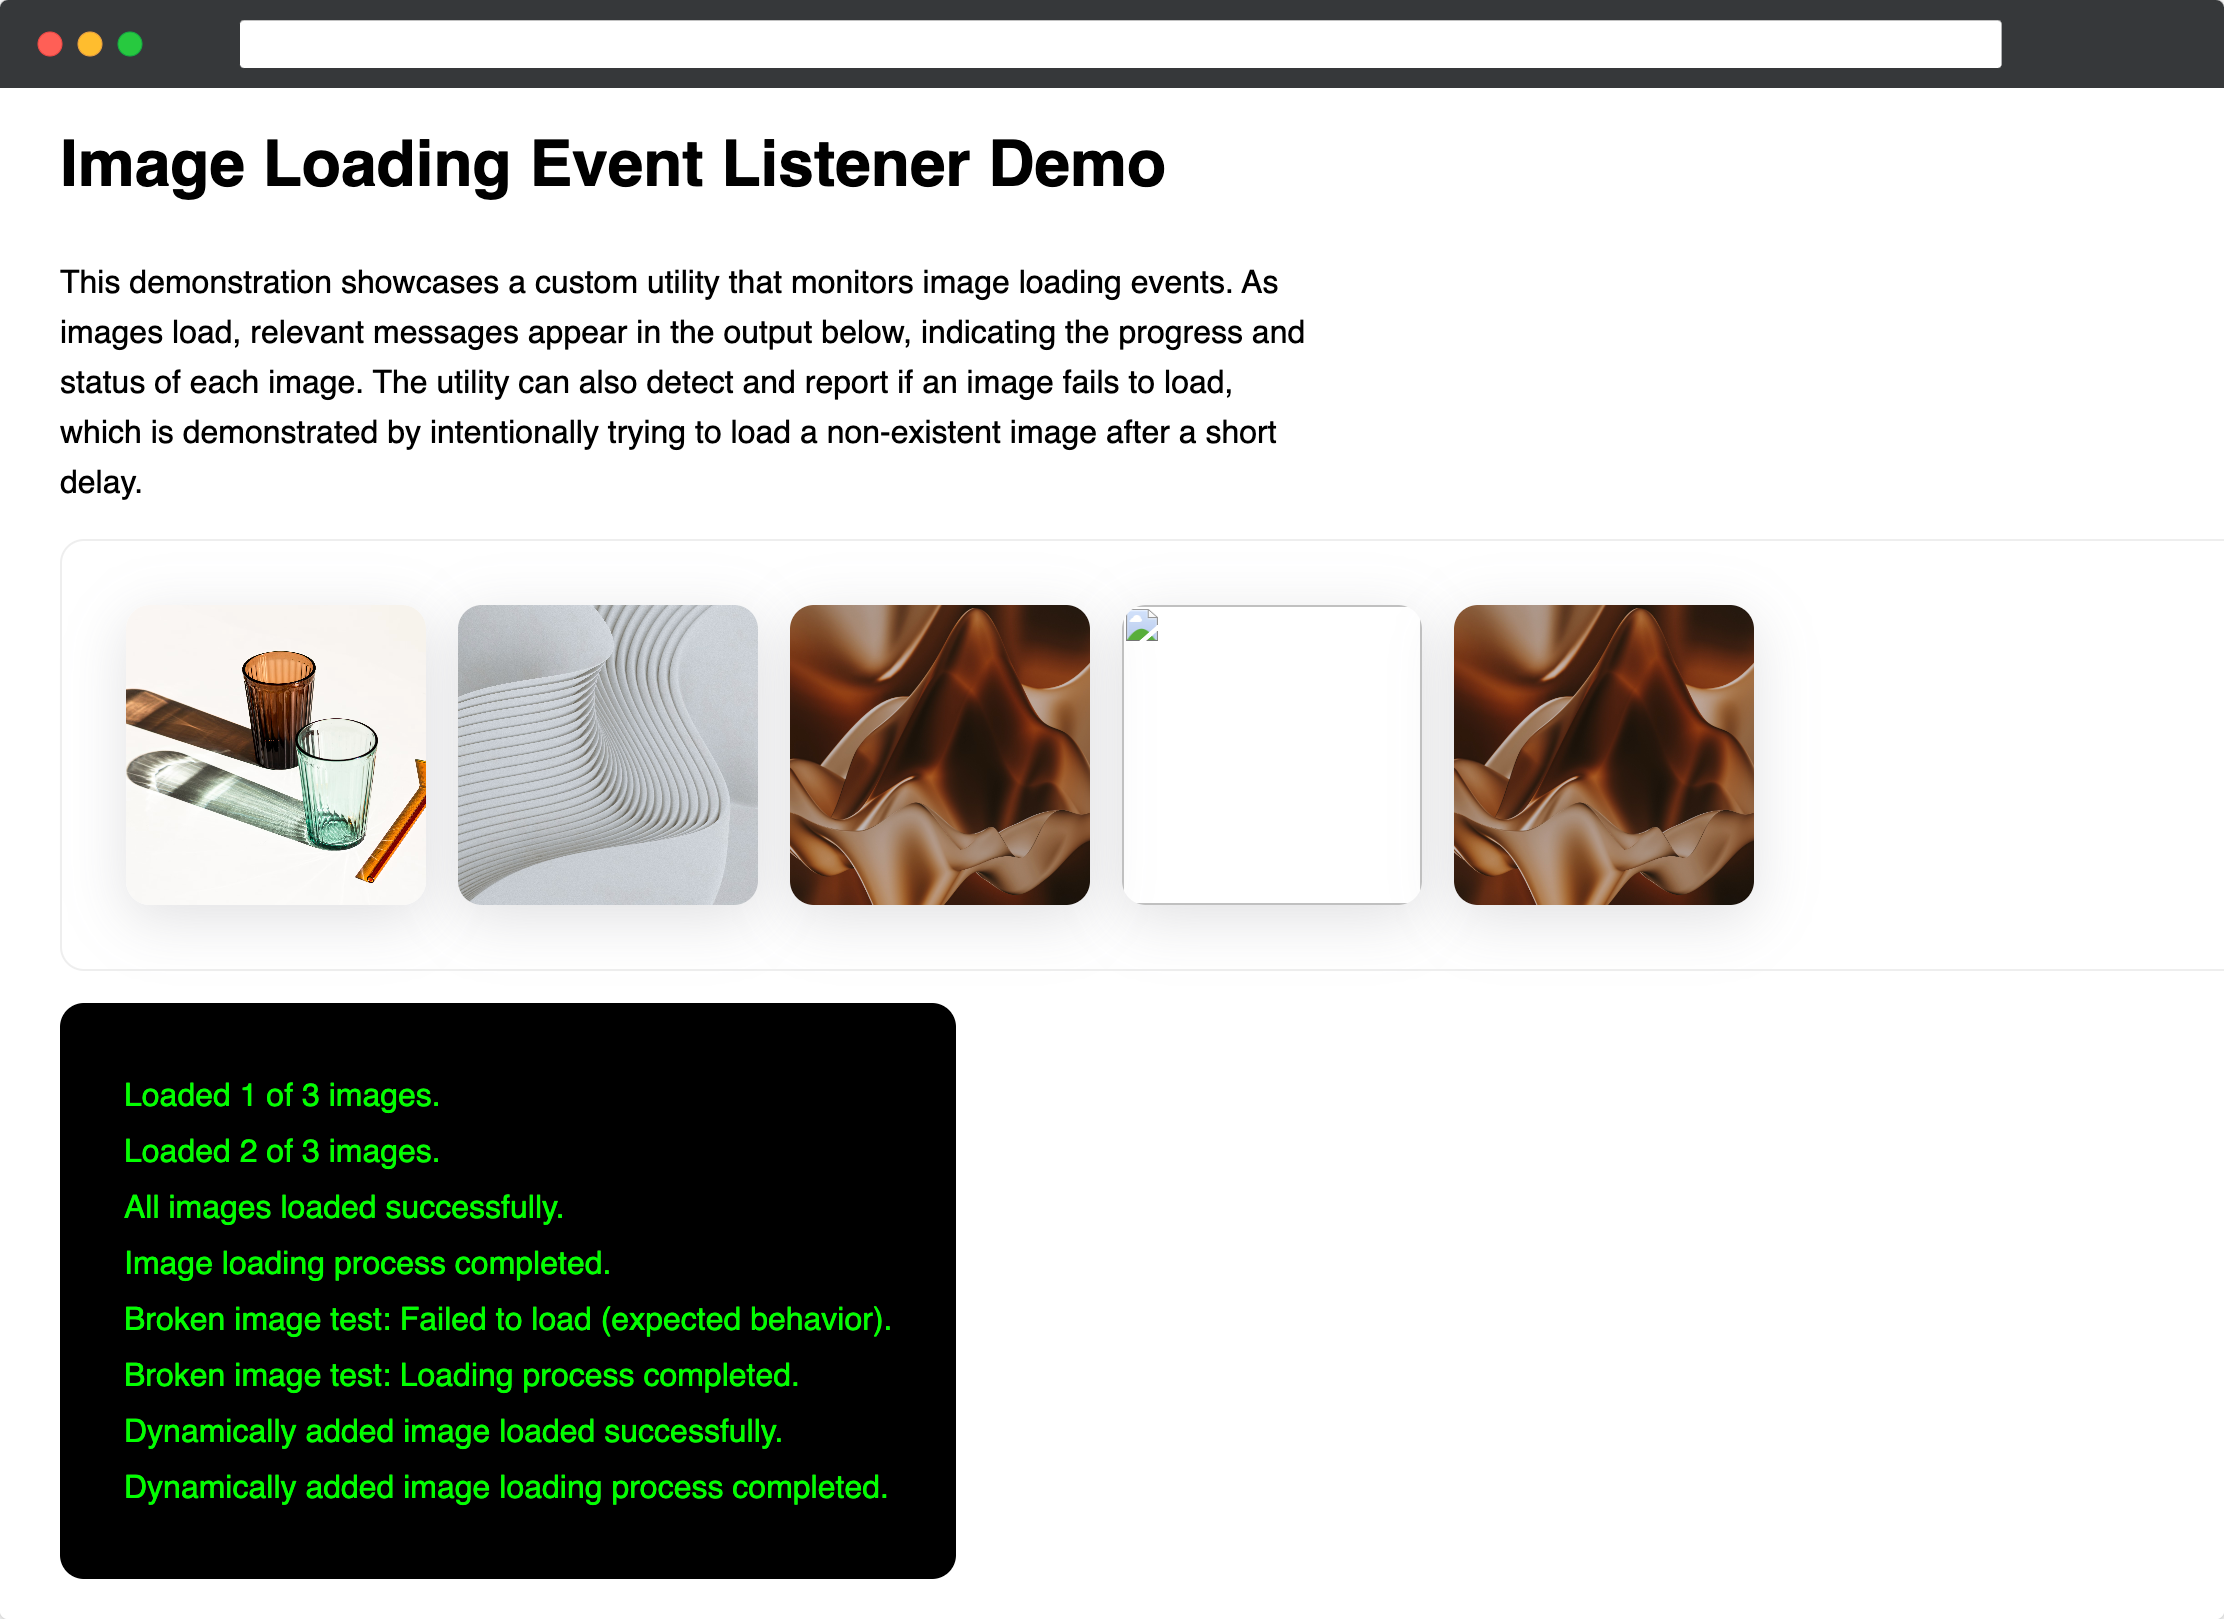 Image Loading Event Listener Demo
This demonstration showcases a custom utility that monitors image loading events. As
images load, relevant messages appear in the output below, indicating the progress and
status of each image. The utility can also detect and report if an image fails to load,
which is demonstrated by intentionally trying to load a non-existent image after a short
delay.
Loaded 1 of 3 images.
Loaded 2 of 3 images.
All images loaded successfully.
Image loading process completed.
Broken image test: Failed to load (expected behavior).
Broken image test: Loading process completed.
Dynamically added image loaded successfully.
Dynamically added image loading process completed.